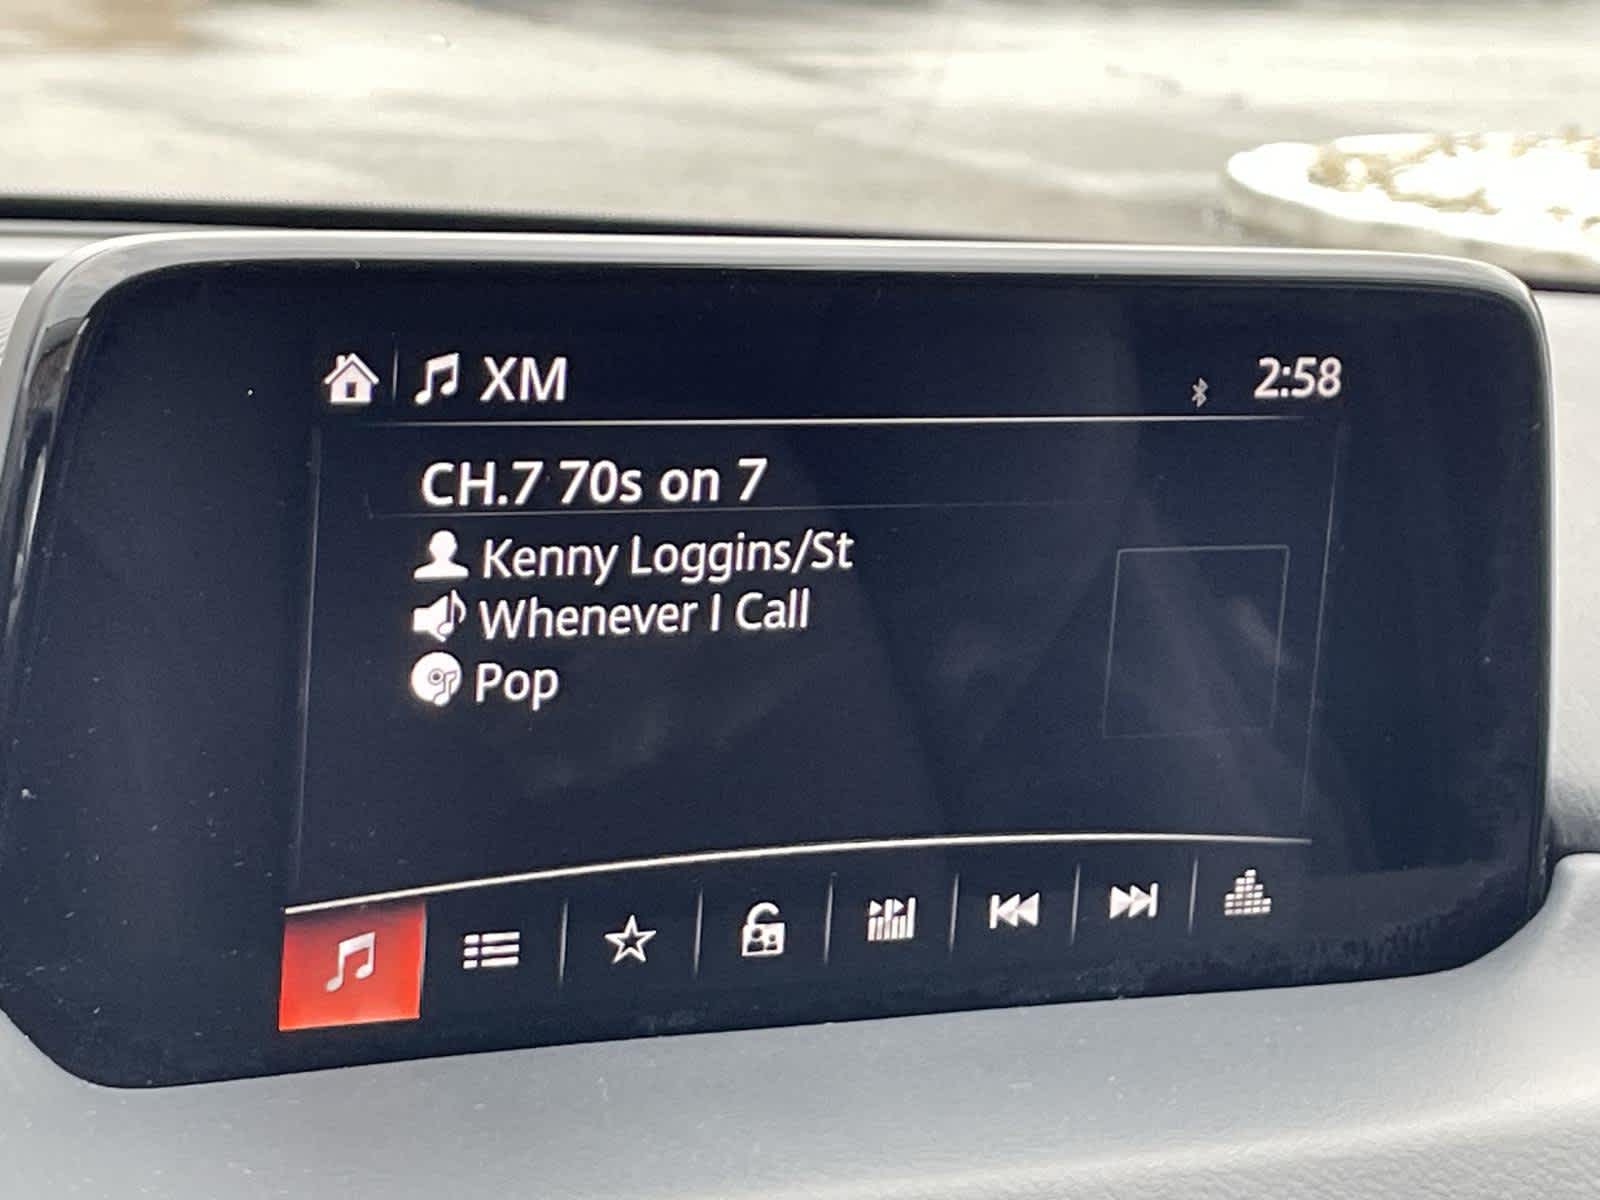 XM
2:58
CH.7 70s on 7
Kenny Loggins/St
Whenever I Call
Pop